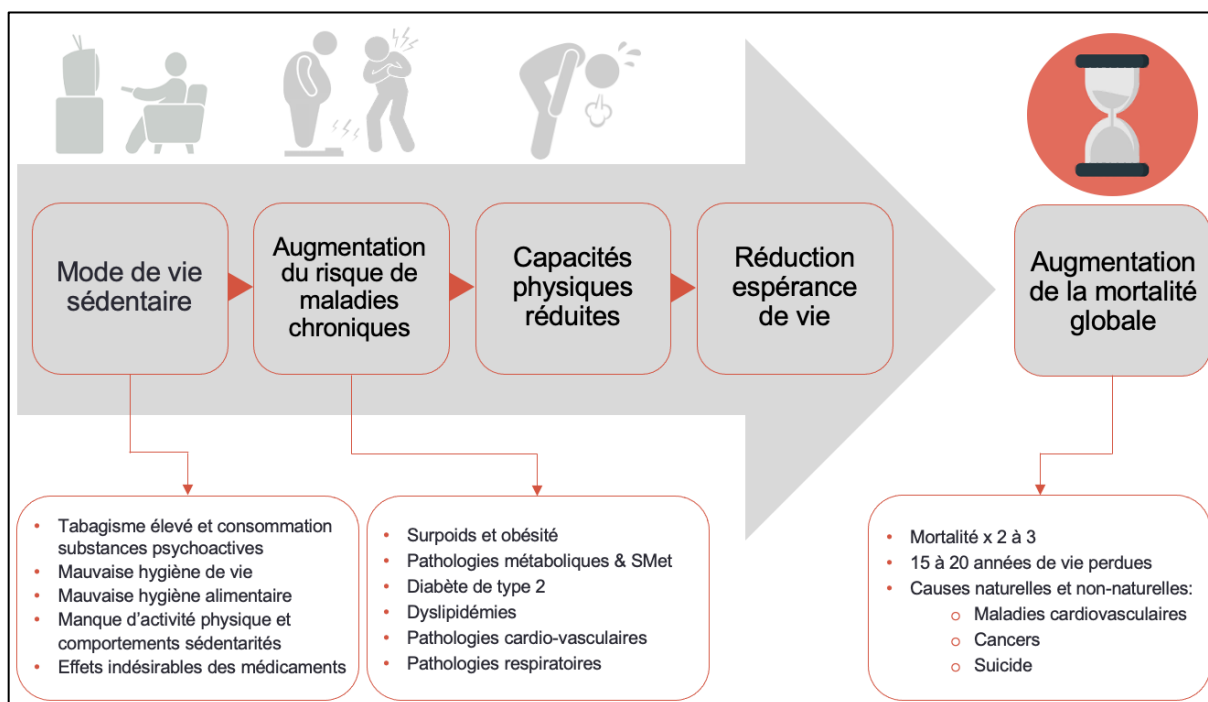 Mode de vie
sédentaire
Augmentation
du risque de
maladies
chroniques
Capacités
physiques
réduites
Réduction
espérance
de vie
Augmentation
de la mortalité
globale
• Tabagisme élevé et consommation
substances psychoactives
• Mauvaise hygiène de vie
• Mauvaise hygiène alimentaire
• Manque d'activité physique et
comportements sédentarités
• Effets indésirables des médicaments
• Surpoids et obésité
• Pathologies métaboliques & SMet
• Diabète de type 2
• Dyslipidémies
• Pathologies cardio-vasculaires
• Pathologies respiratoires
• Mortalité x 2 à 3
• 15 à 20 années de vie perdues
• Causes naturelles et non-naturelles:
o Maladies cardiovasculaires
o Cancers
o Suicide